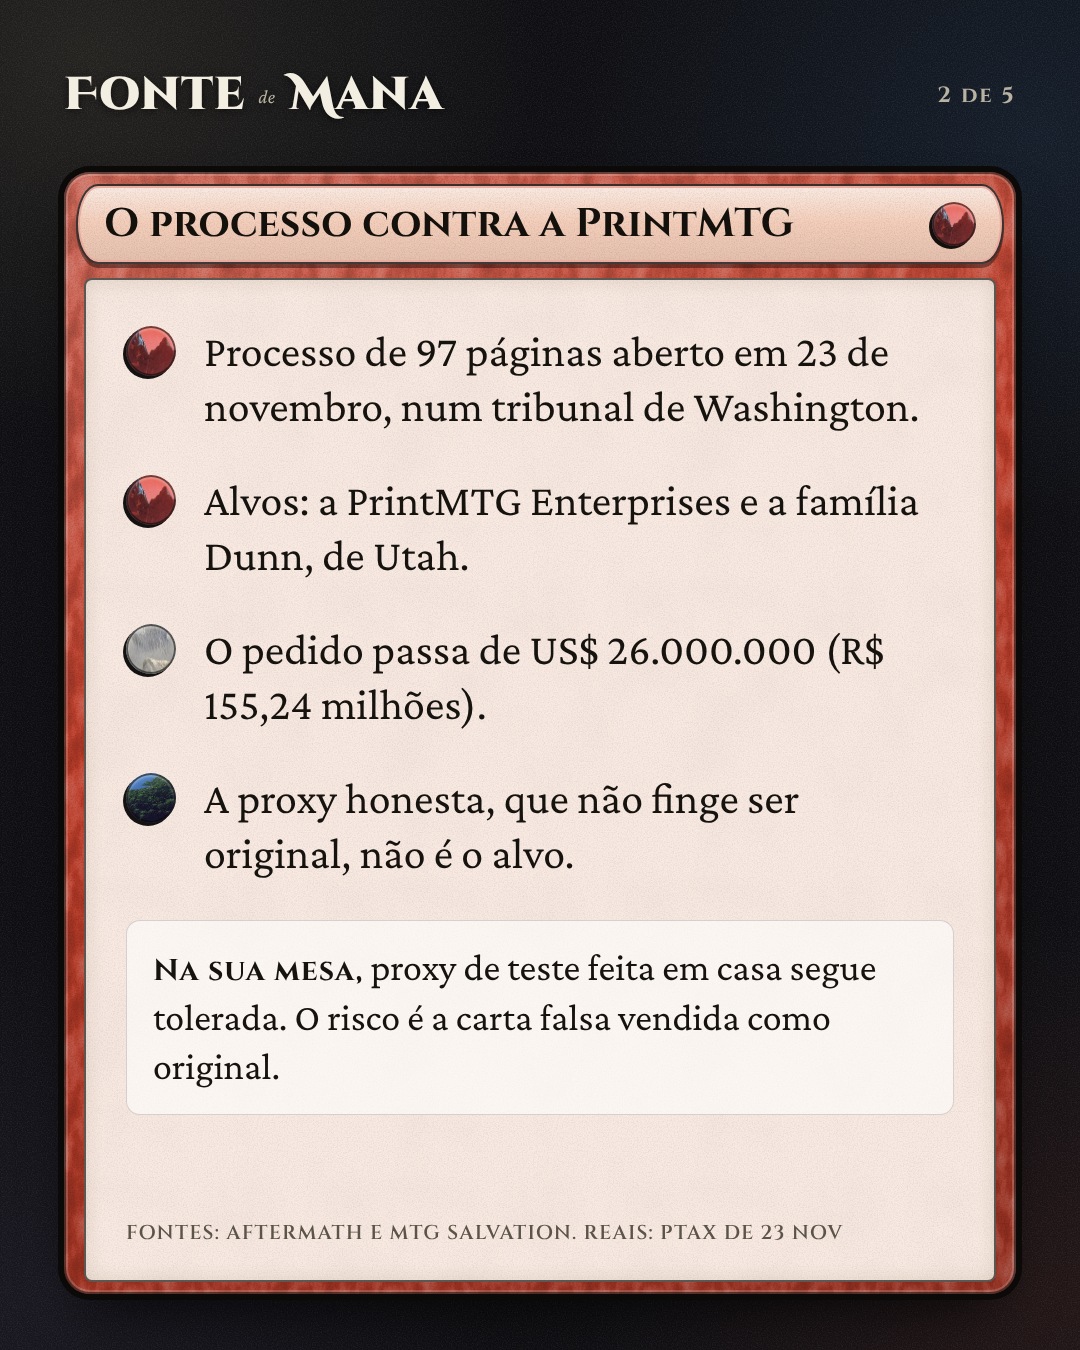 Fonte de Mana
2 de 5
O processo contra a PrintMTG
Processo de 97 páginas aberto em 23 de
novembro, num tribunal de Washington.
Alvos: a PrintMTG Enterprises e a família
Dunn, de Utah.
O pedido passa de US$ 26.000.000 (R$
155,24 milhões).
A proxy honesta, que não finge ser
original, não é o alvo.
Na sua mesa, proxy de teste feita em casa segue
tolerada. O risco é a carta falsa vendida como
original.
FONTES: AFTERMATH E MTG SALVATION. REAIS: PTAX DE 23 NOV